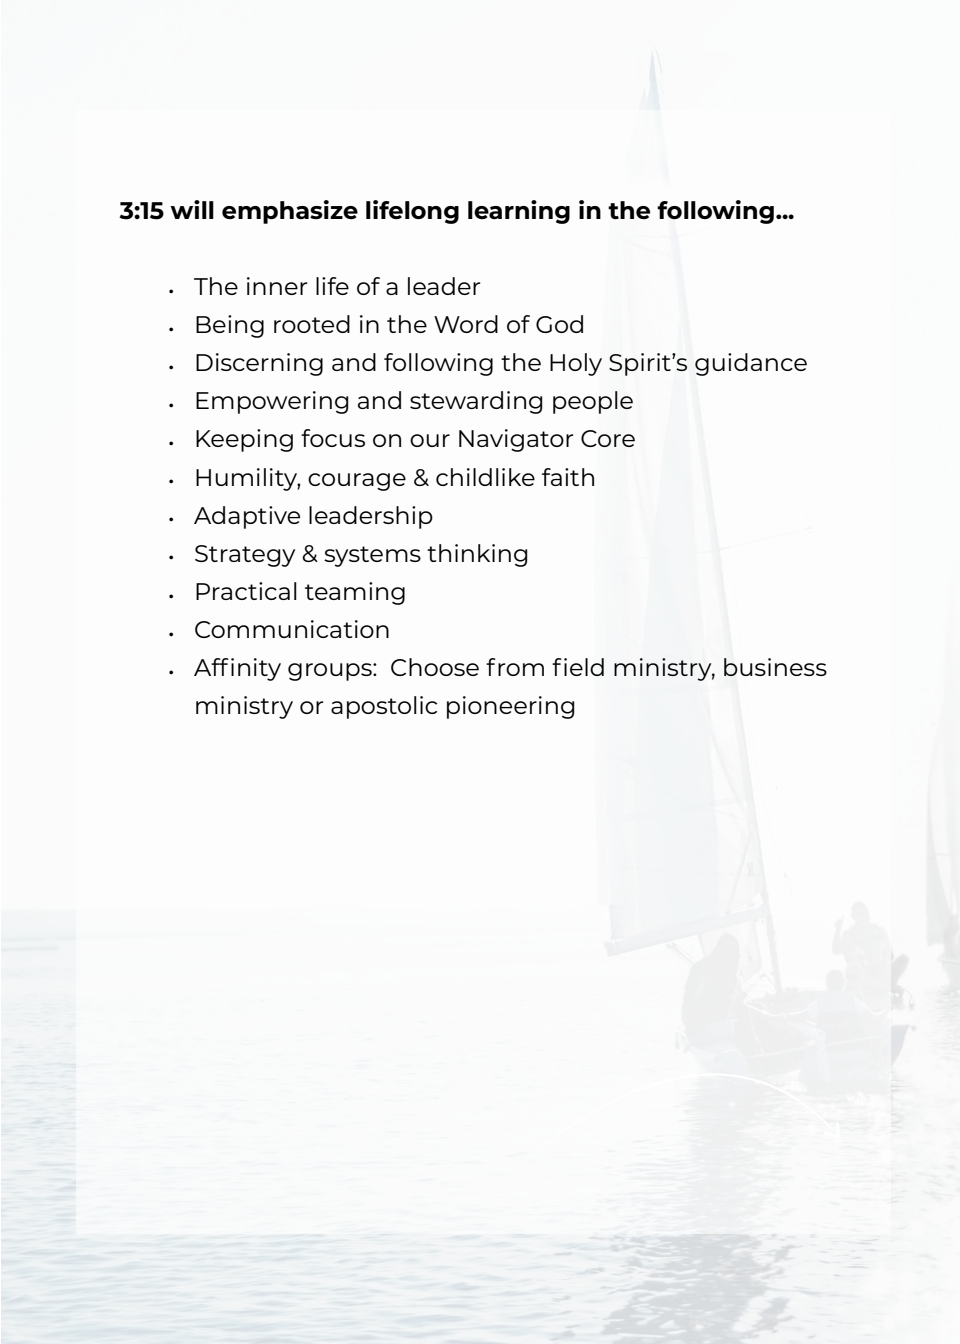 3:15 will emphasize lifelong learning in the following...
• The inner life of a leader
• Being rooted in the Word of God
• Discerning and following the Holy Spirit’s guidance
• Empowering and stewarding people
• Keeping focus on our Navigator Core
• Humility, courage & childlike faith
• Adaptive leadership
• Strategy & systems thinking
• Practical teaming
• Communication
• Affinity groups:  Choose from field ministry, business
ministry or apostolic pioneering